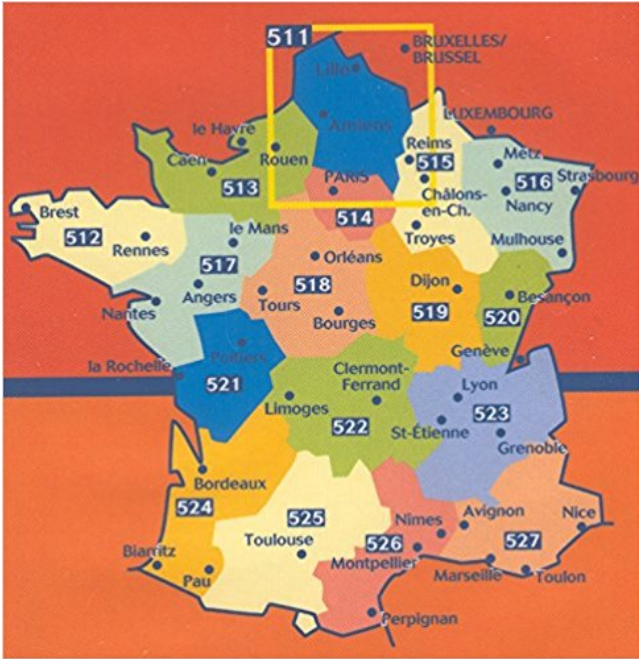 511
BRUXELLES/
BRUSSEL
Lille
Amiens
LUXEMBOURG
le Havre
Rouen
Reims
515
Metz
Caen
513
PARIS
516
Strasbourg
Châlons-
en-Ch.
Nancy
Brest
512
Rennes
514
le Mans
Troyes
Mulhouse
517
Orléans
518
Dijon
Angers
Tours
519
Besançon
Nantes
Bourges
520
Genève
la Rochelle
Poitiers
521
Clermont-
Ferrand
Lyon
Limoges
522
523
St-Étienne
Grenoble
Bordeaux
524
525
Nîmes
Avignon
Nice
Toulouse
526
527
Biarritz
Montpellier
Pau
Marseille
Toulon
Perpignan